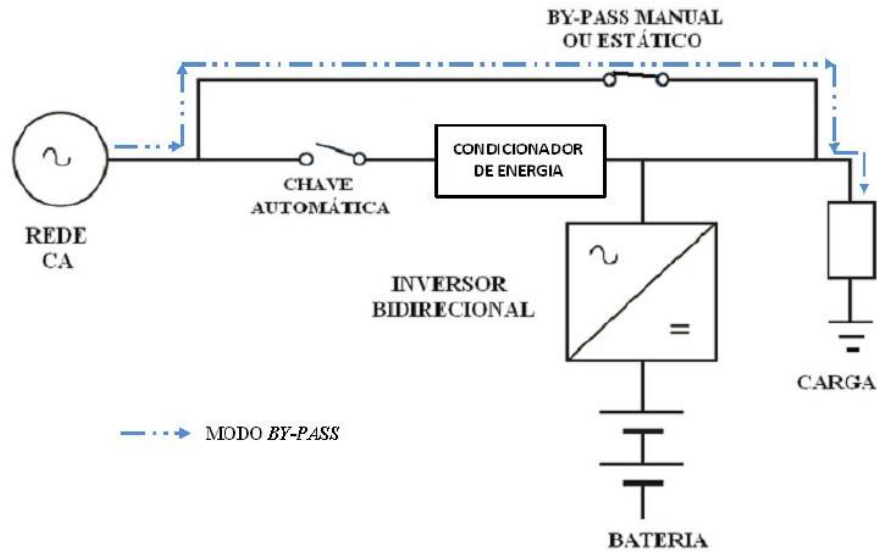 BY-PASS MANUAL
OU ESTÁTICO
CONDICIONADOR
DE ENERGIA
CHAVE
AUTOMÁTICA
REDE
CA
INVERSOR
BIDIRECIONAL
CARGA
MODO BY-PASS
BATERIA